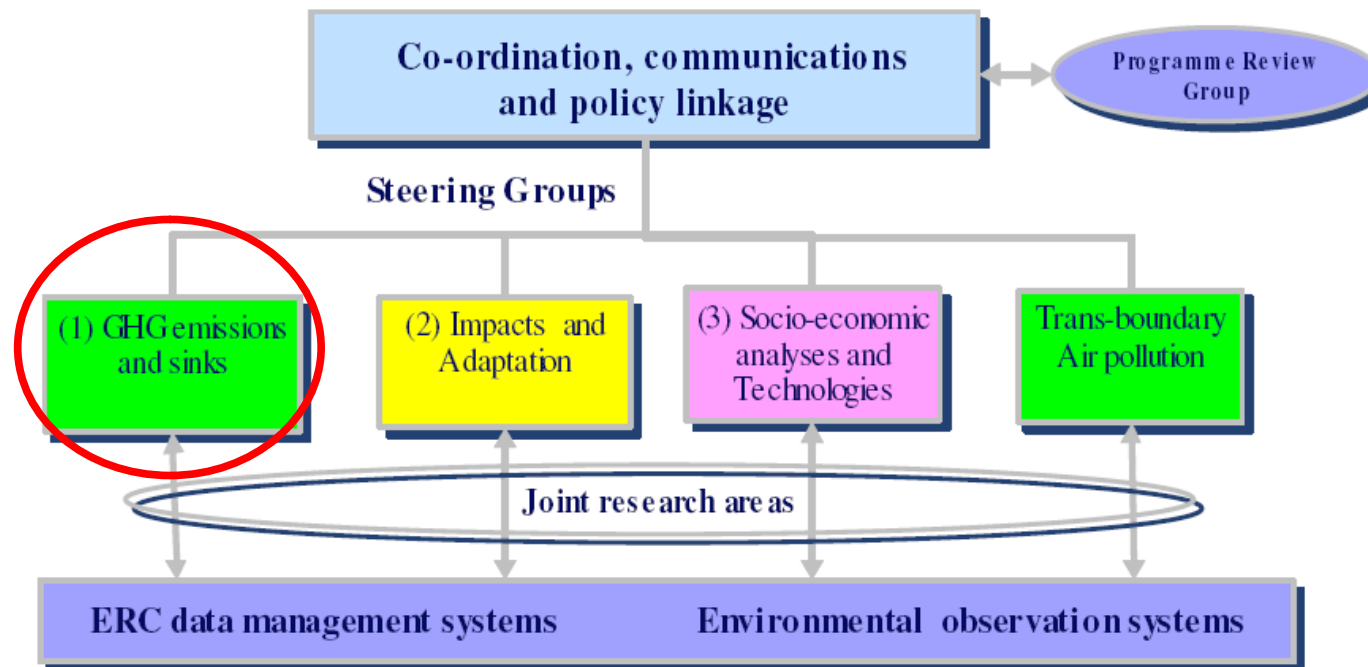 Co-ordination, communications
and policy linkage
Programme Review
Group
Steering Groups
(1) GHG emissions
and sinks
(2) Impacts and
Adaptation
(3) Socio-economic
analyses and
Technologies
Trans-boundary
Air pollution
Joint research areas
ERC data management systems
Environmental observation systems